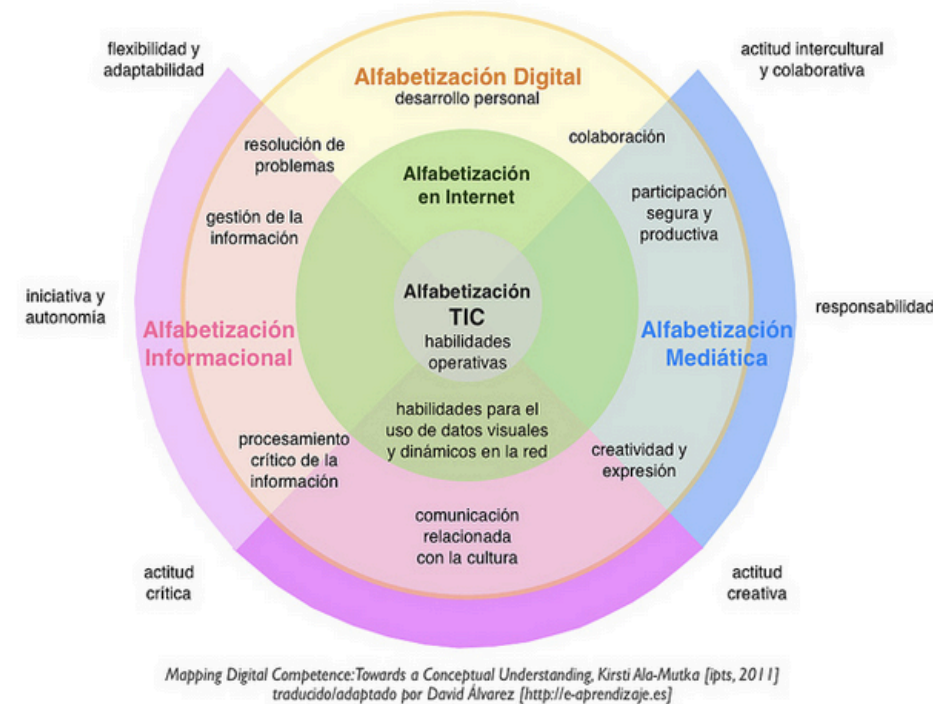 flexibilidad y
adaptabilidad
actitud intercultural
y colaborativa
Alfabetización Digital
desarrollo personal
resolución de
problemas
colaboración
Alfabetización
en Internet
participación
segura y
productiva
gestión de la
información
iniciativa y
autonomía
Alfabetización
TIC
habilidades
operativas
responsabilidad
Alfabetización
Informacional
Alfabetización
Mediática
habilidades para el
uso de datos visuales
y dinámicos en la red
procesamiento
crítico de la
información
creatividad y
expresión
comunicación
relacionada
con la cultura
actitud
crítica
actitud
creativa
Mapping Digital Competence:Towards a Conceptual Understanding, Kirsti Ala-Mutka [ipts, 2011]
traducido/adaptado por David Álvarez [http://e-aprendizaje.es]